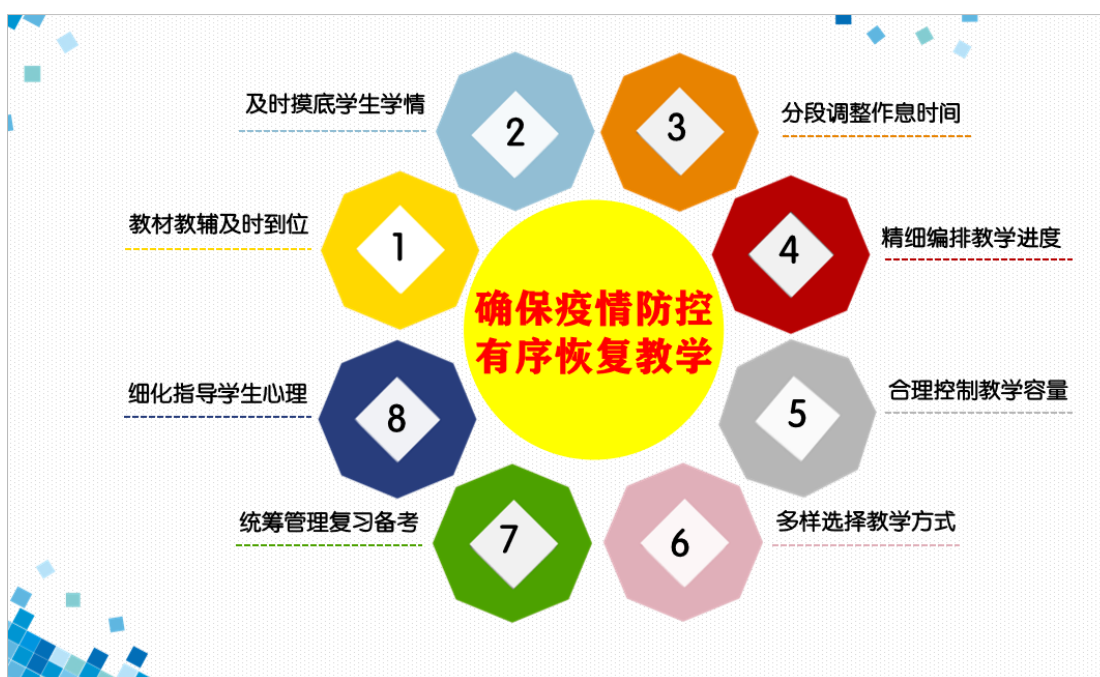 及时摸底学生学情
2
3
分段调整作息时间
教材教辅及时到位
1
4
精细编排教学进度
确保疫情防控
有序恢复教学
细化指导学生心理
8
5
合理控制教学容量
统筹管理复习备考
7
6
多样选择教学方式